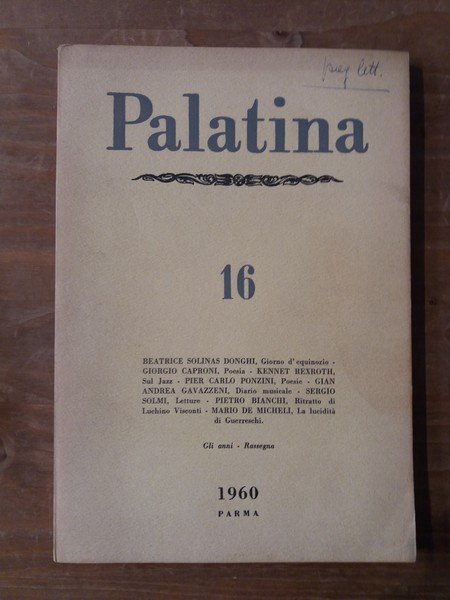 lett.
Palatina
16
BEATRICE SOLINAS DONGHI, Giorno d'equinozio -
GIORGIO CAPRONI, Poesia - KENNET REXROTH,
Sul Jazz - PIER CARLO PONZINI, Poesie - GIAN
ANDREA GAVAZZENI, Diario musicale - SERGIO
SOLMI, Letture - PIETRO BIANCHI, Ritratto di
Luchino Visconti - MARIO DE MICHELI, La lucidità
di Guerreschi.
Gli anni - Rassegna
1960
PARMA